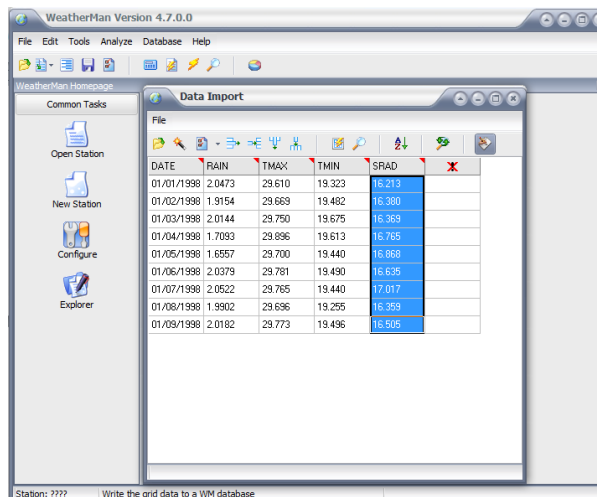 WeatherMan Version 4.7.0.0
File Edit Tools Analyze Database Help
WeatherMan Homepage
Common Tasks
Open Station
New Station
Configure
Explorer
Data Import
File
DATE RAIN TMAX TMIN SRAD
01/01/1998 2.0473 29.610 19.323 16.213
01/02/1998 1.9154 29.669 19.482 16.380
01/03/1998 2.0144 29.750 19.675 16.369
01/04/1998 1.7093 29.896 19.613 16.765
01/05/1998 1.6557 29.700 19.440 16.868
01/06/1998 2.0379 29.781 19.490 16.635
01/07/1998 2.0522 29.765 19.440 17.017
01/08/1998 1.9902 29.696 19.255 16.359
01/09/1998 2.0182 29.773 19.496 16.505
Station: ???? Write the grid data to a WM database